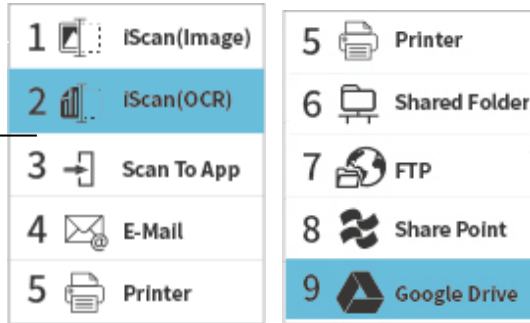 1 iScan(Image)
2 iScan(OCR)
3 Scan To App
4 E-Mail
5 Printer
5 Printer
6 Shared Folder
7 FTP
8 Share Point
9 Google Drive